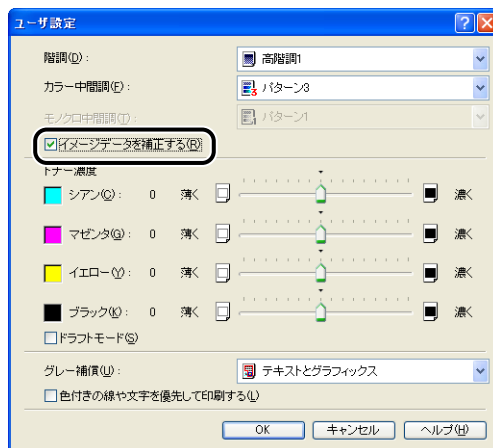 ユーザ設定
階調(D): 高階調1
カラー中間調(F): パターン3
モノクロ中間調(T): パターン1
イメージデータを補正する(R)
トナー濃度
シアン(C): 0 薄く 濃く
マゼンタ(G): 0 薄く 濃く
イエロー(Y): 0 薄く 濃く
ブラック(K): 0 薄く 濃く
ドラフトモード(S)
グレー補償(U): テキストとグラフィックス
色付きの線や文字を優先して印刷する(L)
OK キャンセル ヘルプ(H)